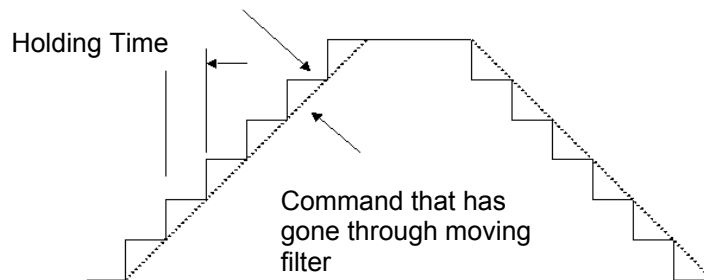 Holding Time
Command that has
gone through moving
filter